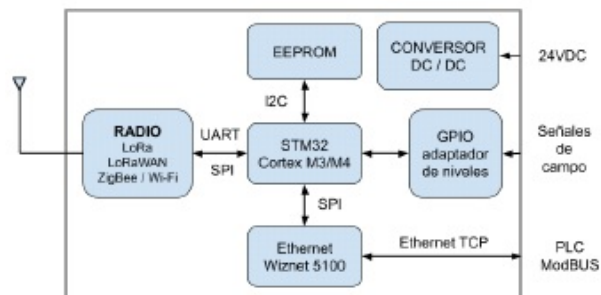 EEPROM
CONVERSOR
DC / DC
24VDC
I2C
RADIO
LoRa
LoRaWAN
ZigBee / Wi-Fi
UART
SPI
STM32
Cortex M3/M4
GPIO
adaptador
de niveles
Señales
de
campo
SPI
Ethernet
Wiznet 5100
Ethernet TCP
PLC
ModBUS